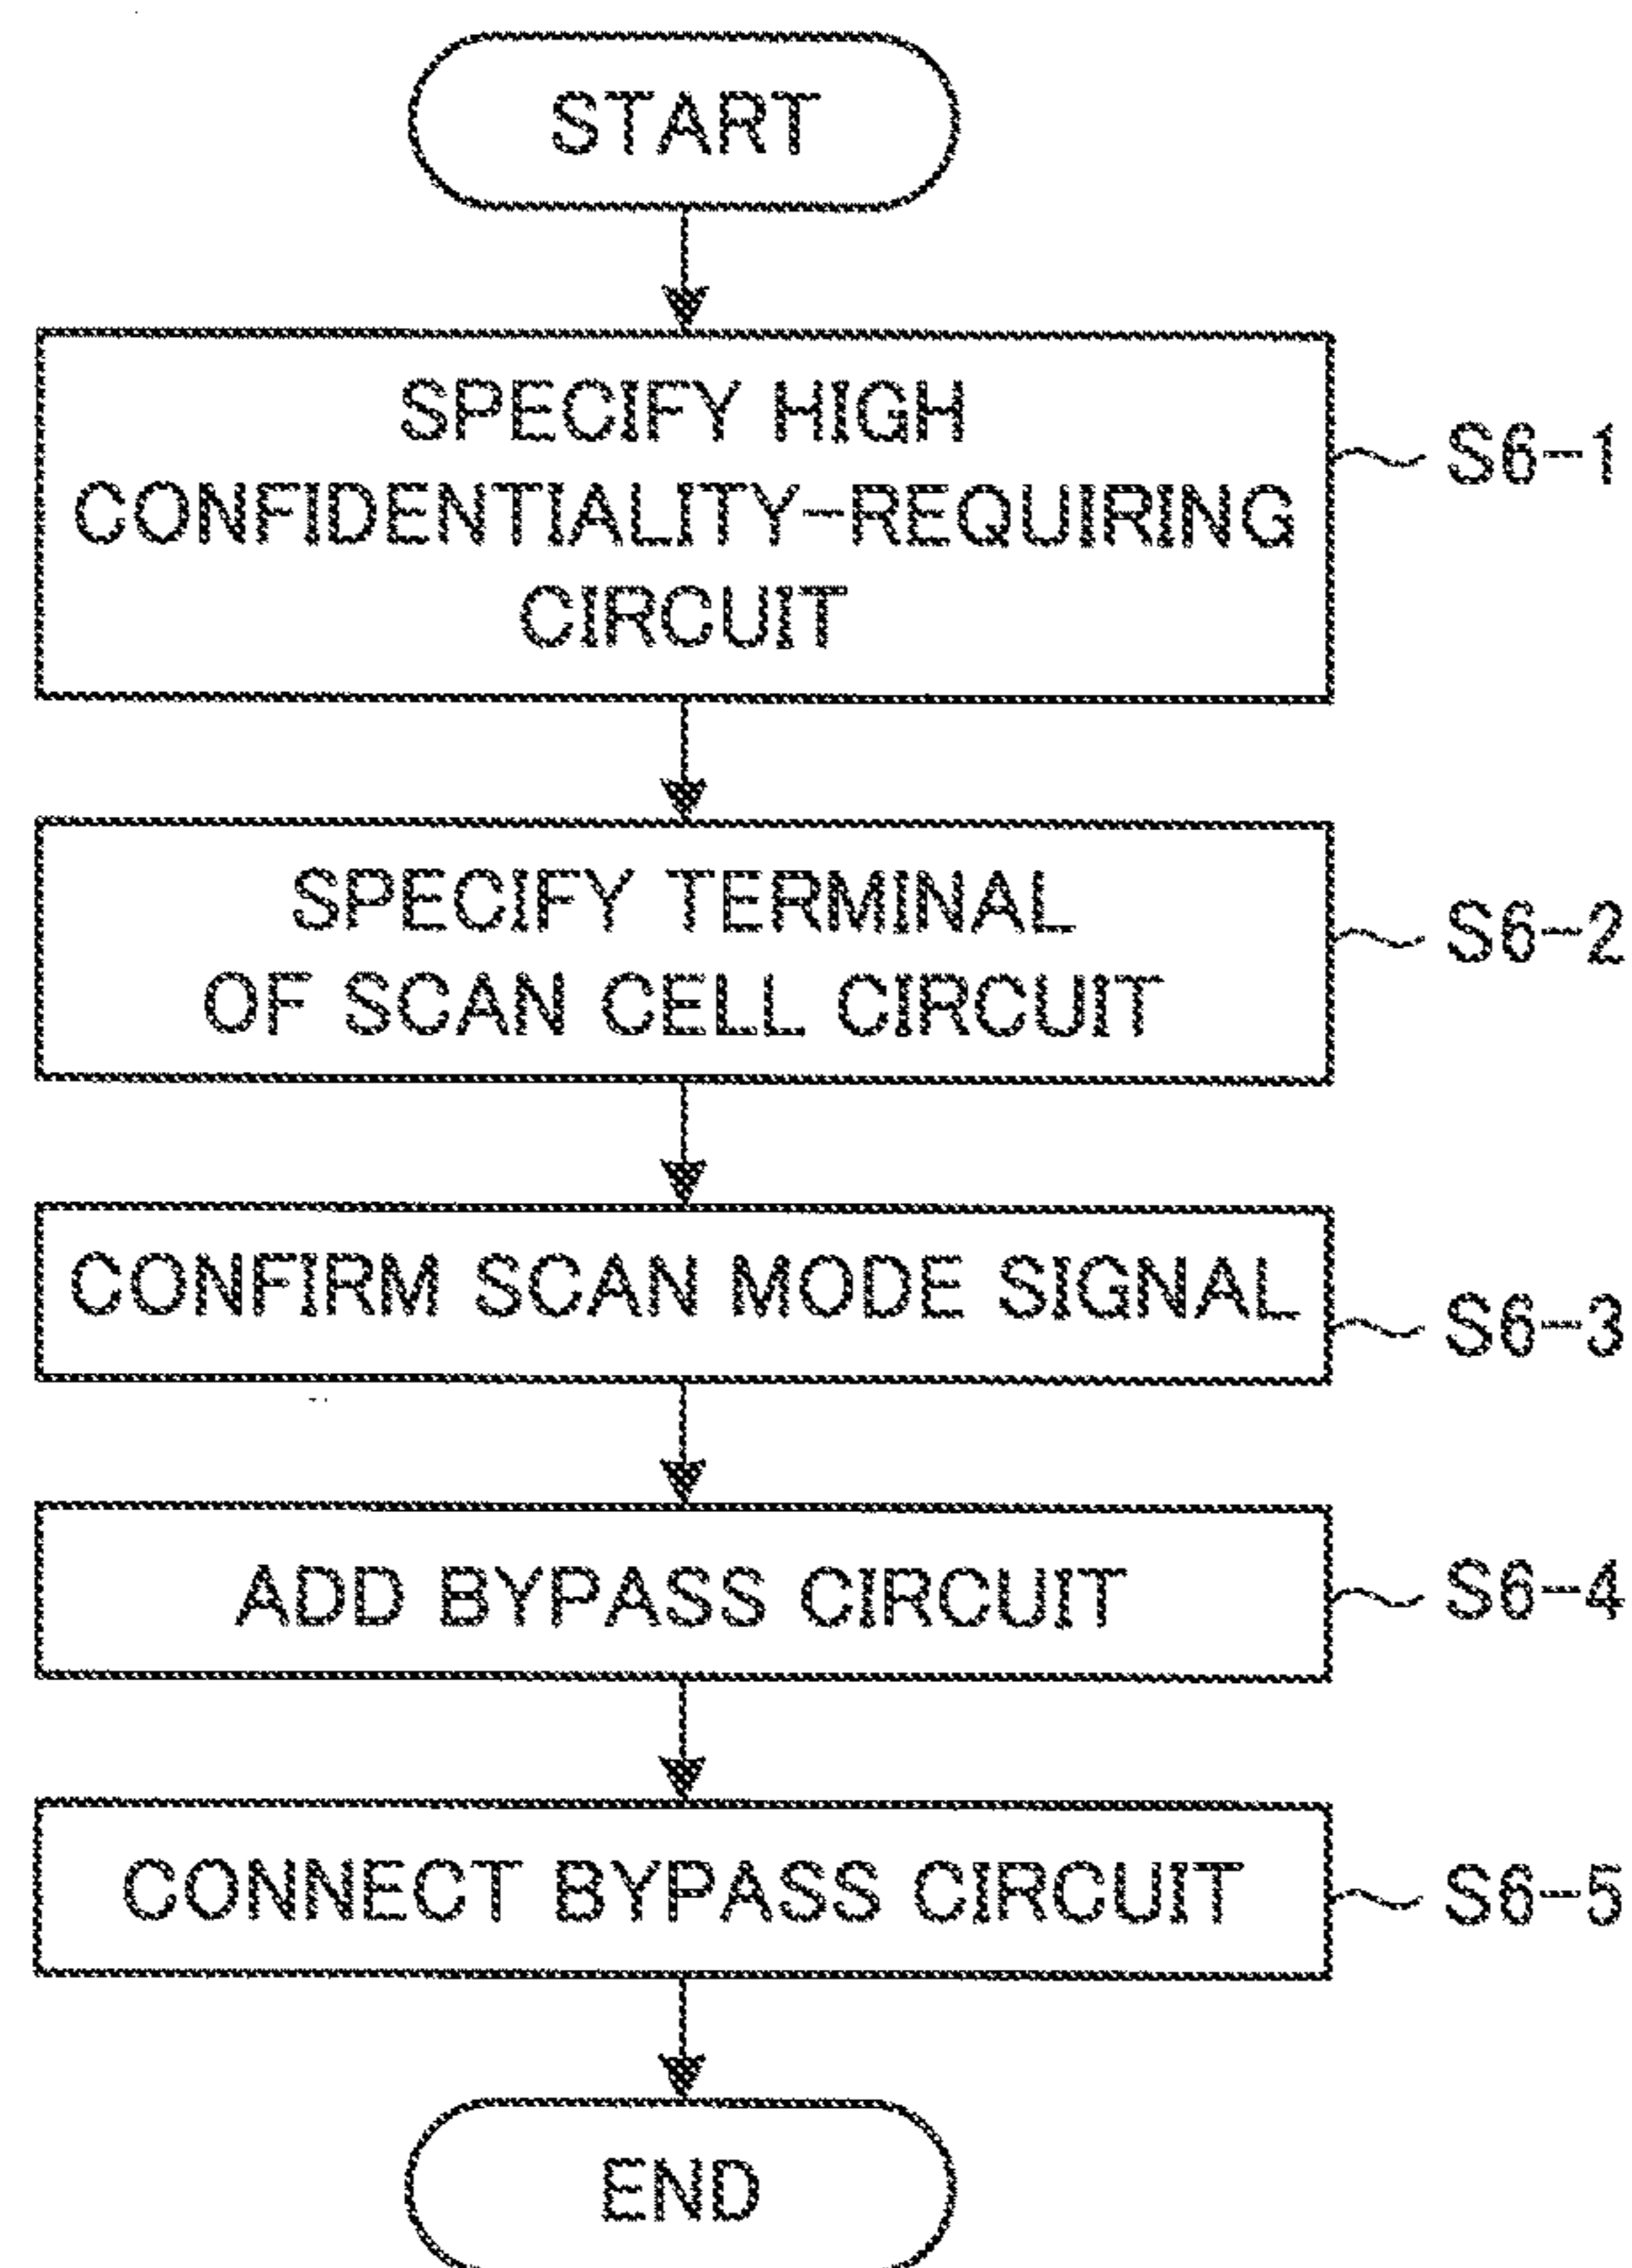 START
SPECIFY HIGH
CONFIDENTIALITY-REQUIRING
CIRCUIT
S6-1
SPECIFY TERMINAL
OF SCAN CELL CIRCUIT
S6-2
CONFIRM SCAN MODE SIGNAL
S6-3
ADD BYPASS CIRCUIT
S6-4
CONNECT BYPASS CIRCUIT
S6-5
END